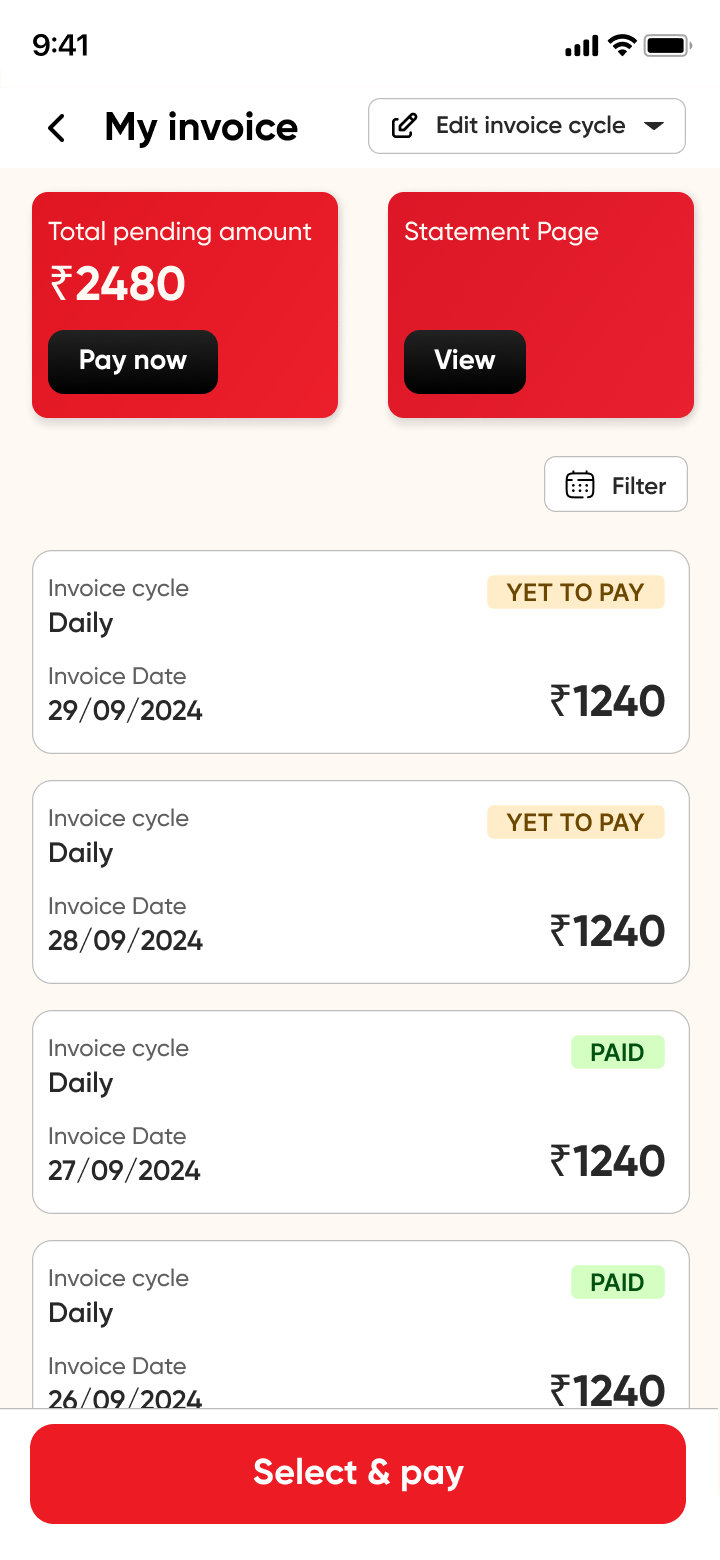 9:41
My invoice
Edit invoice cycle
Total pending amount
₹2480
Pay now
Statement Page
View
Filter
Invoice cycle
YET TO PAY
Daily
Invoice Date
29/09/2024
₹1240
Invoice cycle
YET TO PAY
Daily
Invoice Date
28/09/2024
₹1240
Invoice cycle
PAID
Daily
Invoice Date
27/09/2024
₹1240
Invoice cycle
PAID
Daily
Invoice Date
26/09/2024
₹1240
Select & pay